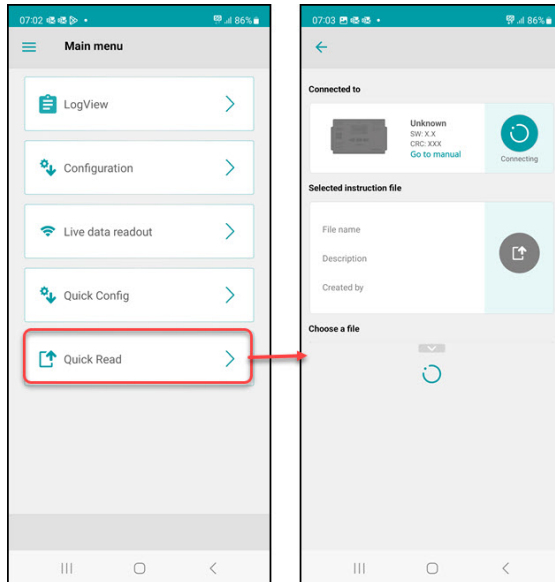 07:02
86%
Main menu
LogView
Configuration
Live data readout
Quick Config
Quick Read
07:03
86%
Connected to
Unknown
SW: X.X
CRC: XXX
Go to manual
Connecting
Selected instruction file
File name
Description
Created by
Choose a file